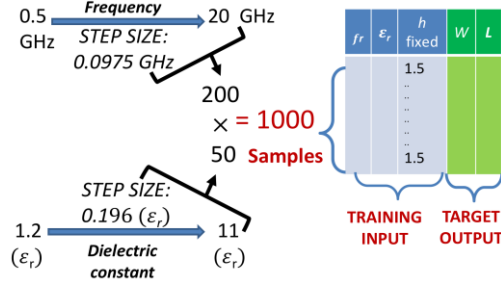 Frequency
0.5
GHz
20 GHz
STEP SIZE:
0.0975 GHz
200
×
= 1000
50
Samples
STEP SIZE:
0.196 (εr)
1.2
(εr)
11
(εr)
Dielectric
constant
fr εr h
fixed
W L
1.5
..
..
..
..
..
1.5
TRAINING
INPUT
TARGET
OUTPUT